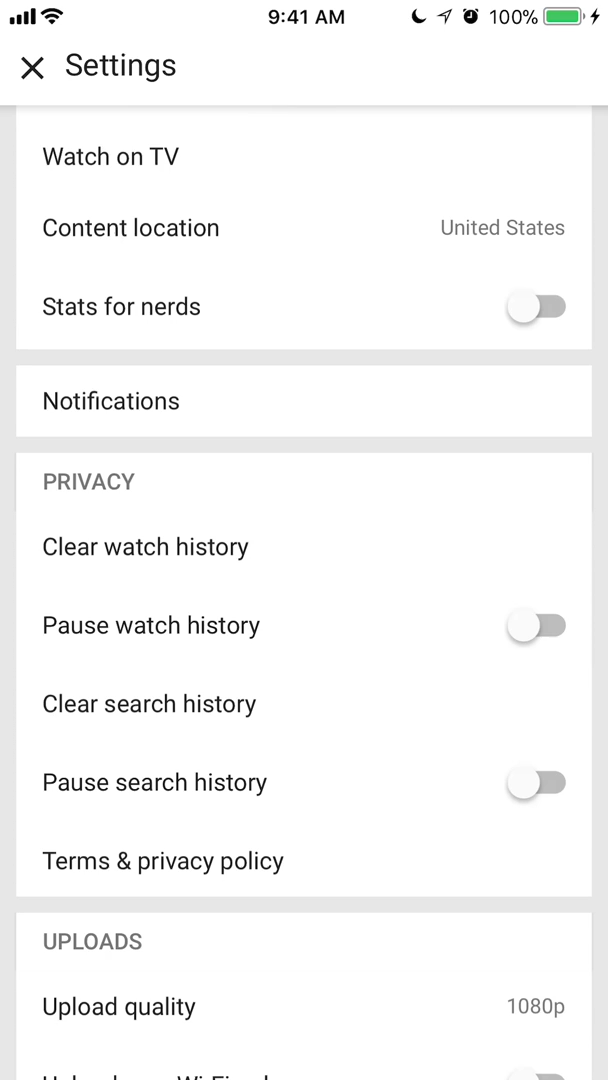 9:41 AM
100%
Settings
Watch on TV
Content location
United States
Stats for nerds
Notifications
PRIVACY
Clear watch history
Pause watch history
Clear search history
Pause search history
Terms & privacy policy
UPLOADS
Upload quality
1080p